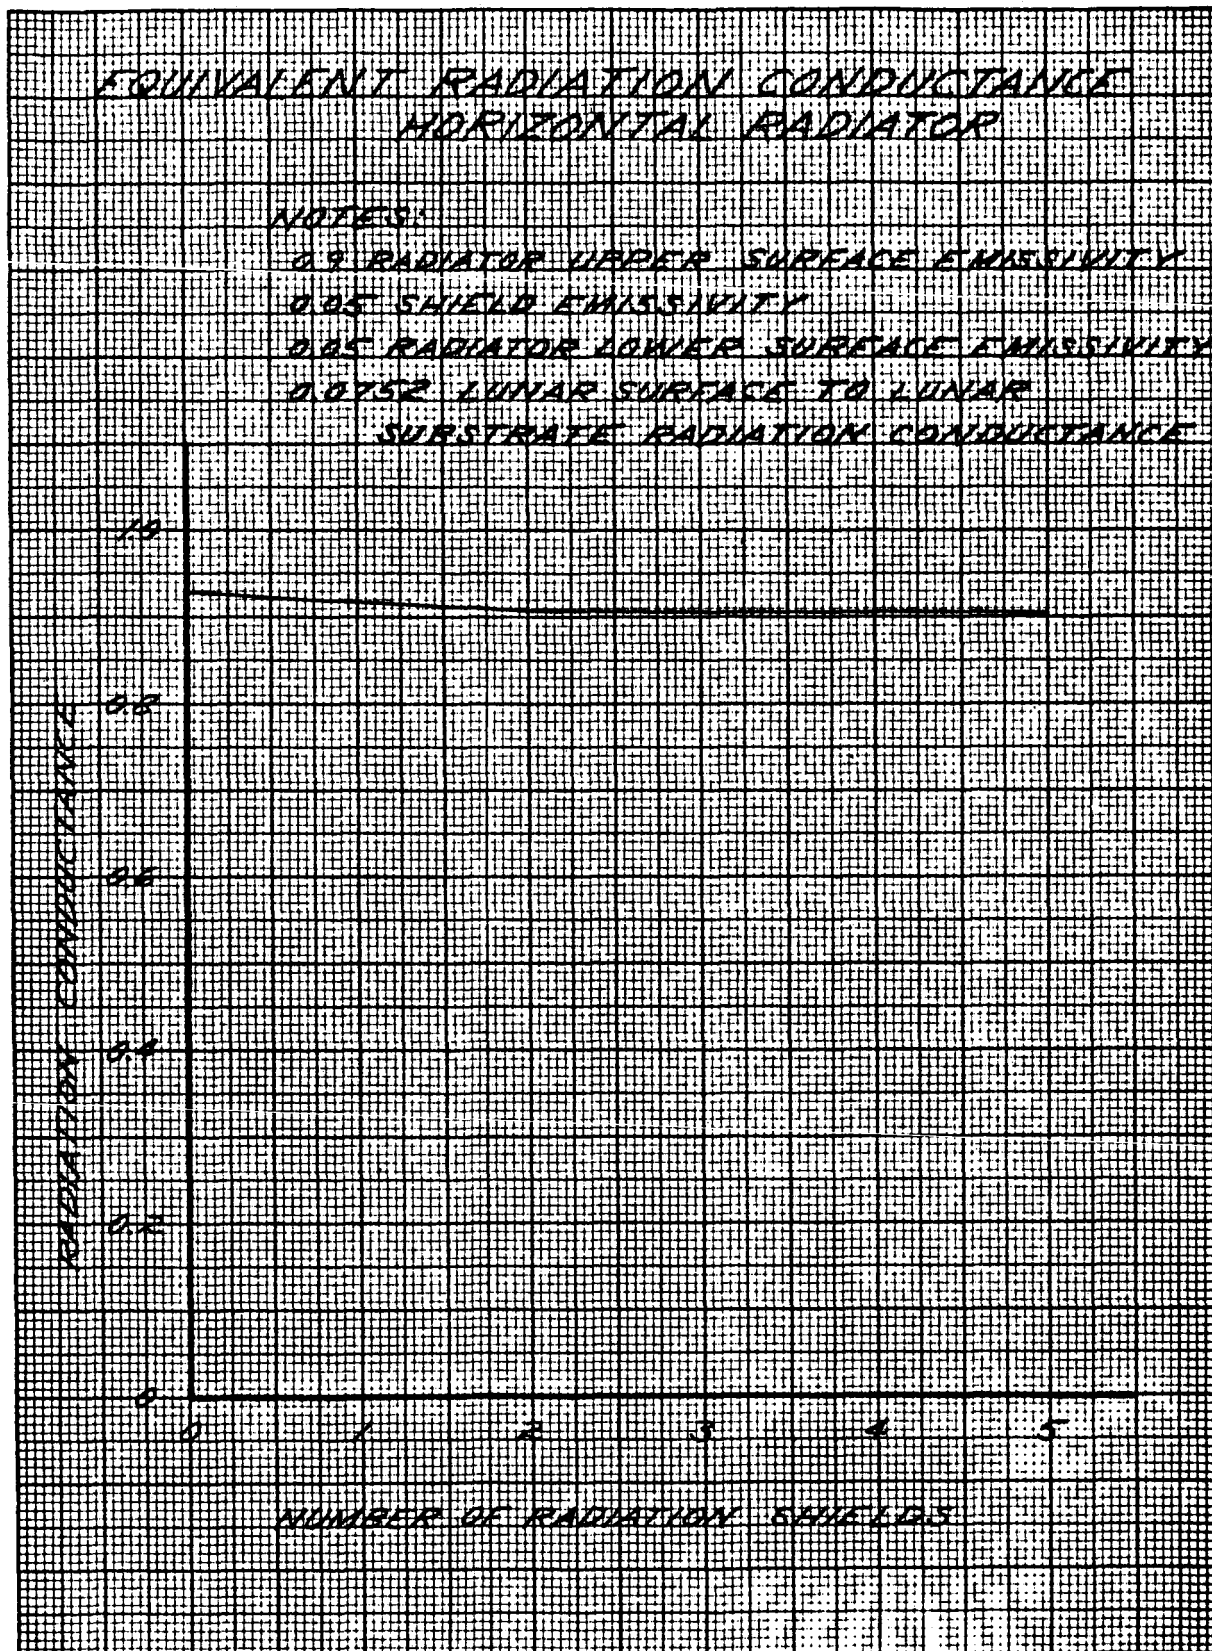 EQUIVALENT RADIATION CONDUCTANCE
HORIZONTAL RADIATOR
NOTES:
0.9 RADIATOR UPPER SURFACE EMISSIVITY
0.05 SHIELD EMISSIVITY
0.05 RADIATOR LOWER SURFACE EMISSIVITY
0.0752 LUNAR SURFACE TO LUNAR
SUBSTRATE RADIATION CONDUCTANCE
1.0
0.8
0.6
0.4
0.2
0
RADIATION CONDUCTANCE
0 1 2 3 4 5
NUMBER OF RADIATION SHIELDS